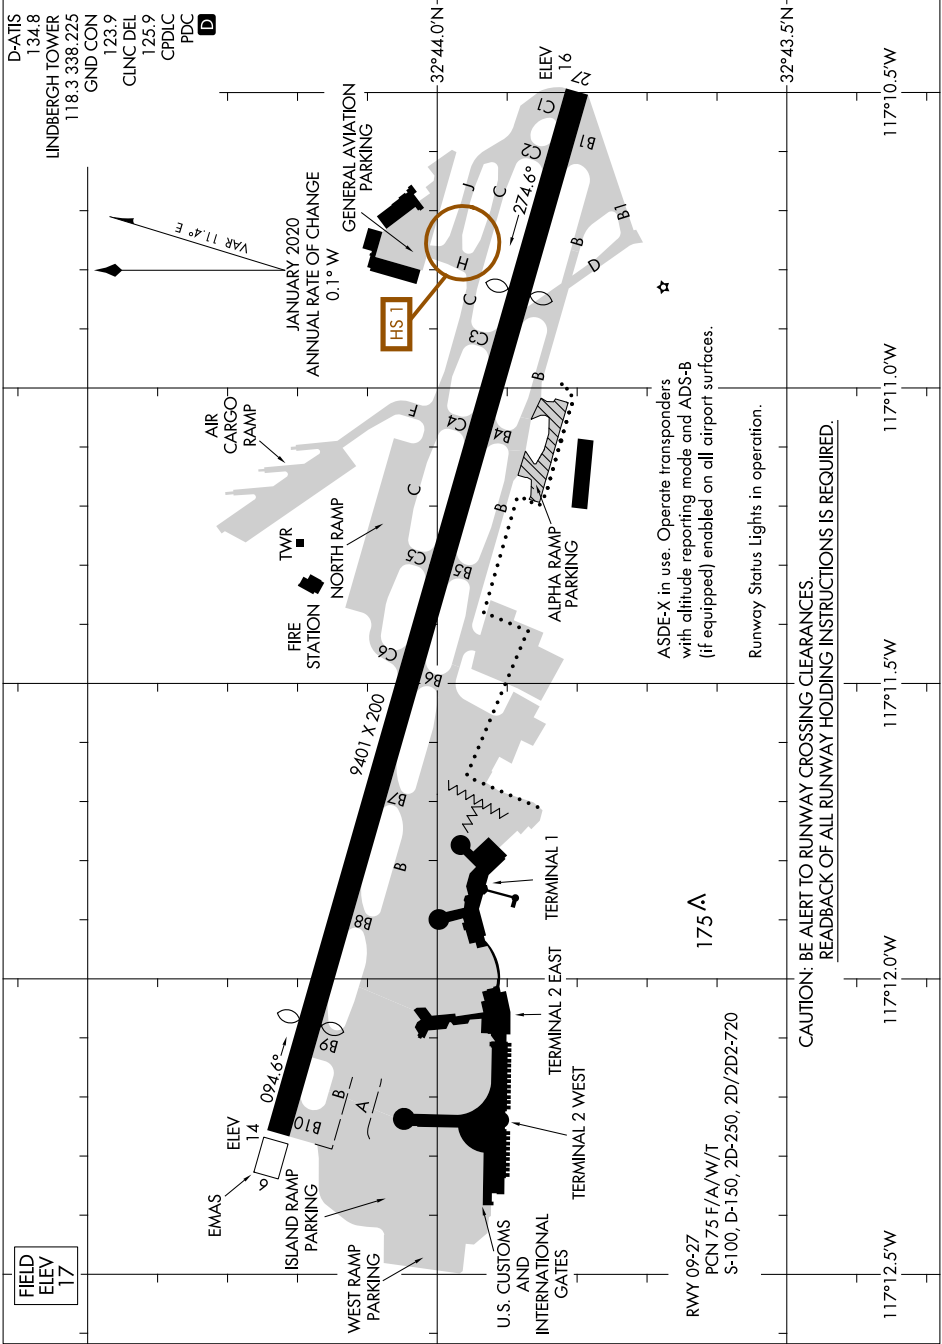 D-ATIS
134.8
LINDBERGH TOWER
118.3 338.225
GND CON
123.9
CLNC DEL
125.9
CPDLC
PDC
D
FIELD
ELEV
17
VAR 11.4° E
JANUARY 2020
ANNUAL RATE OF CHANGE
0.1° W
32°44.0'N
32°43.5'N
ELEV
16
27
GENERAL AVIATION
PARKING
HS 1
J
H
C1
C2
C
274.6°
B1
B1
B
D
C
C3
B
AIR
CARGO
RAMP
F
C4
B4
C
B
TWR
NORTH RAMP
FIRE
STATION
C5
B5
C6
B6
ALPHA RAMP
PARKING
9401 X 200
B7
B
B8
B9
094.6°
B10
B
A
ELEV
14
9
EMAS
ISLAND RAMP
PARKING
WEST RAMP
PARKING
U.S. CUSTOMS
AND
INTERNATIONAL
GATES
TERMINAL 2 WEST
TERMINAL 2 EAST
TERMINAL 1
175
ASDE-X in use. Operate transponders
with altitude reporting mode and ADS-B
(if equipped) enabled on all airport surfaces.
Runway Status Lights in operation.
RWY 09-27
PCN 75 F/A/W/T
S-100, D-150, 2D-250, 2D/2D2-720
CAUTION: BE ALERT TO RUNWAY CROSSING CLEARANCES.
READBACK OF ALL RUNWAY HOLDING INSTRUCTIONS IS REQUIRED.
117°12.5'W
117°12.0'W
117°11.5'W
117°11.0'W
117°10.5'W